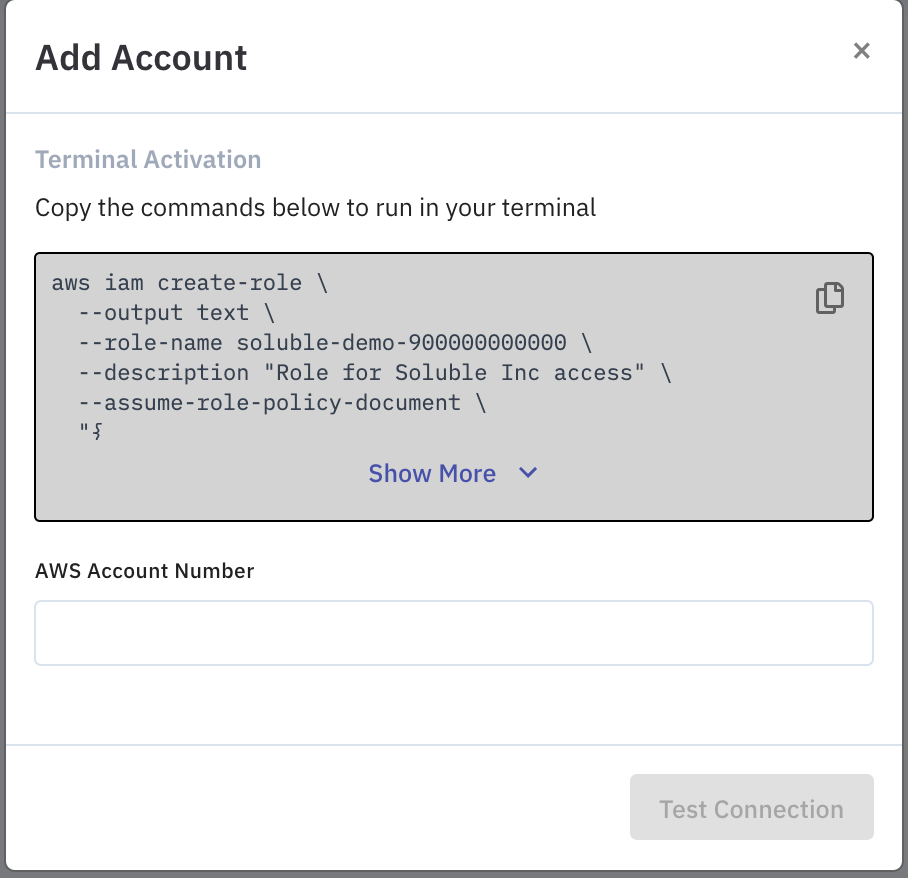 Add Account
×
Terminal Activation
Copy the commands below to run in your terminal
aws iam create-role \
  --output text \
  --role-name soluble-demo-900000000000 \
  --description "Role for Soluble Inc access" \
  --assume-role-policy-document \
  "{
Show More
AWS Account Number
Test Connection